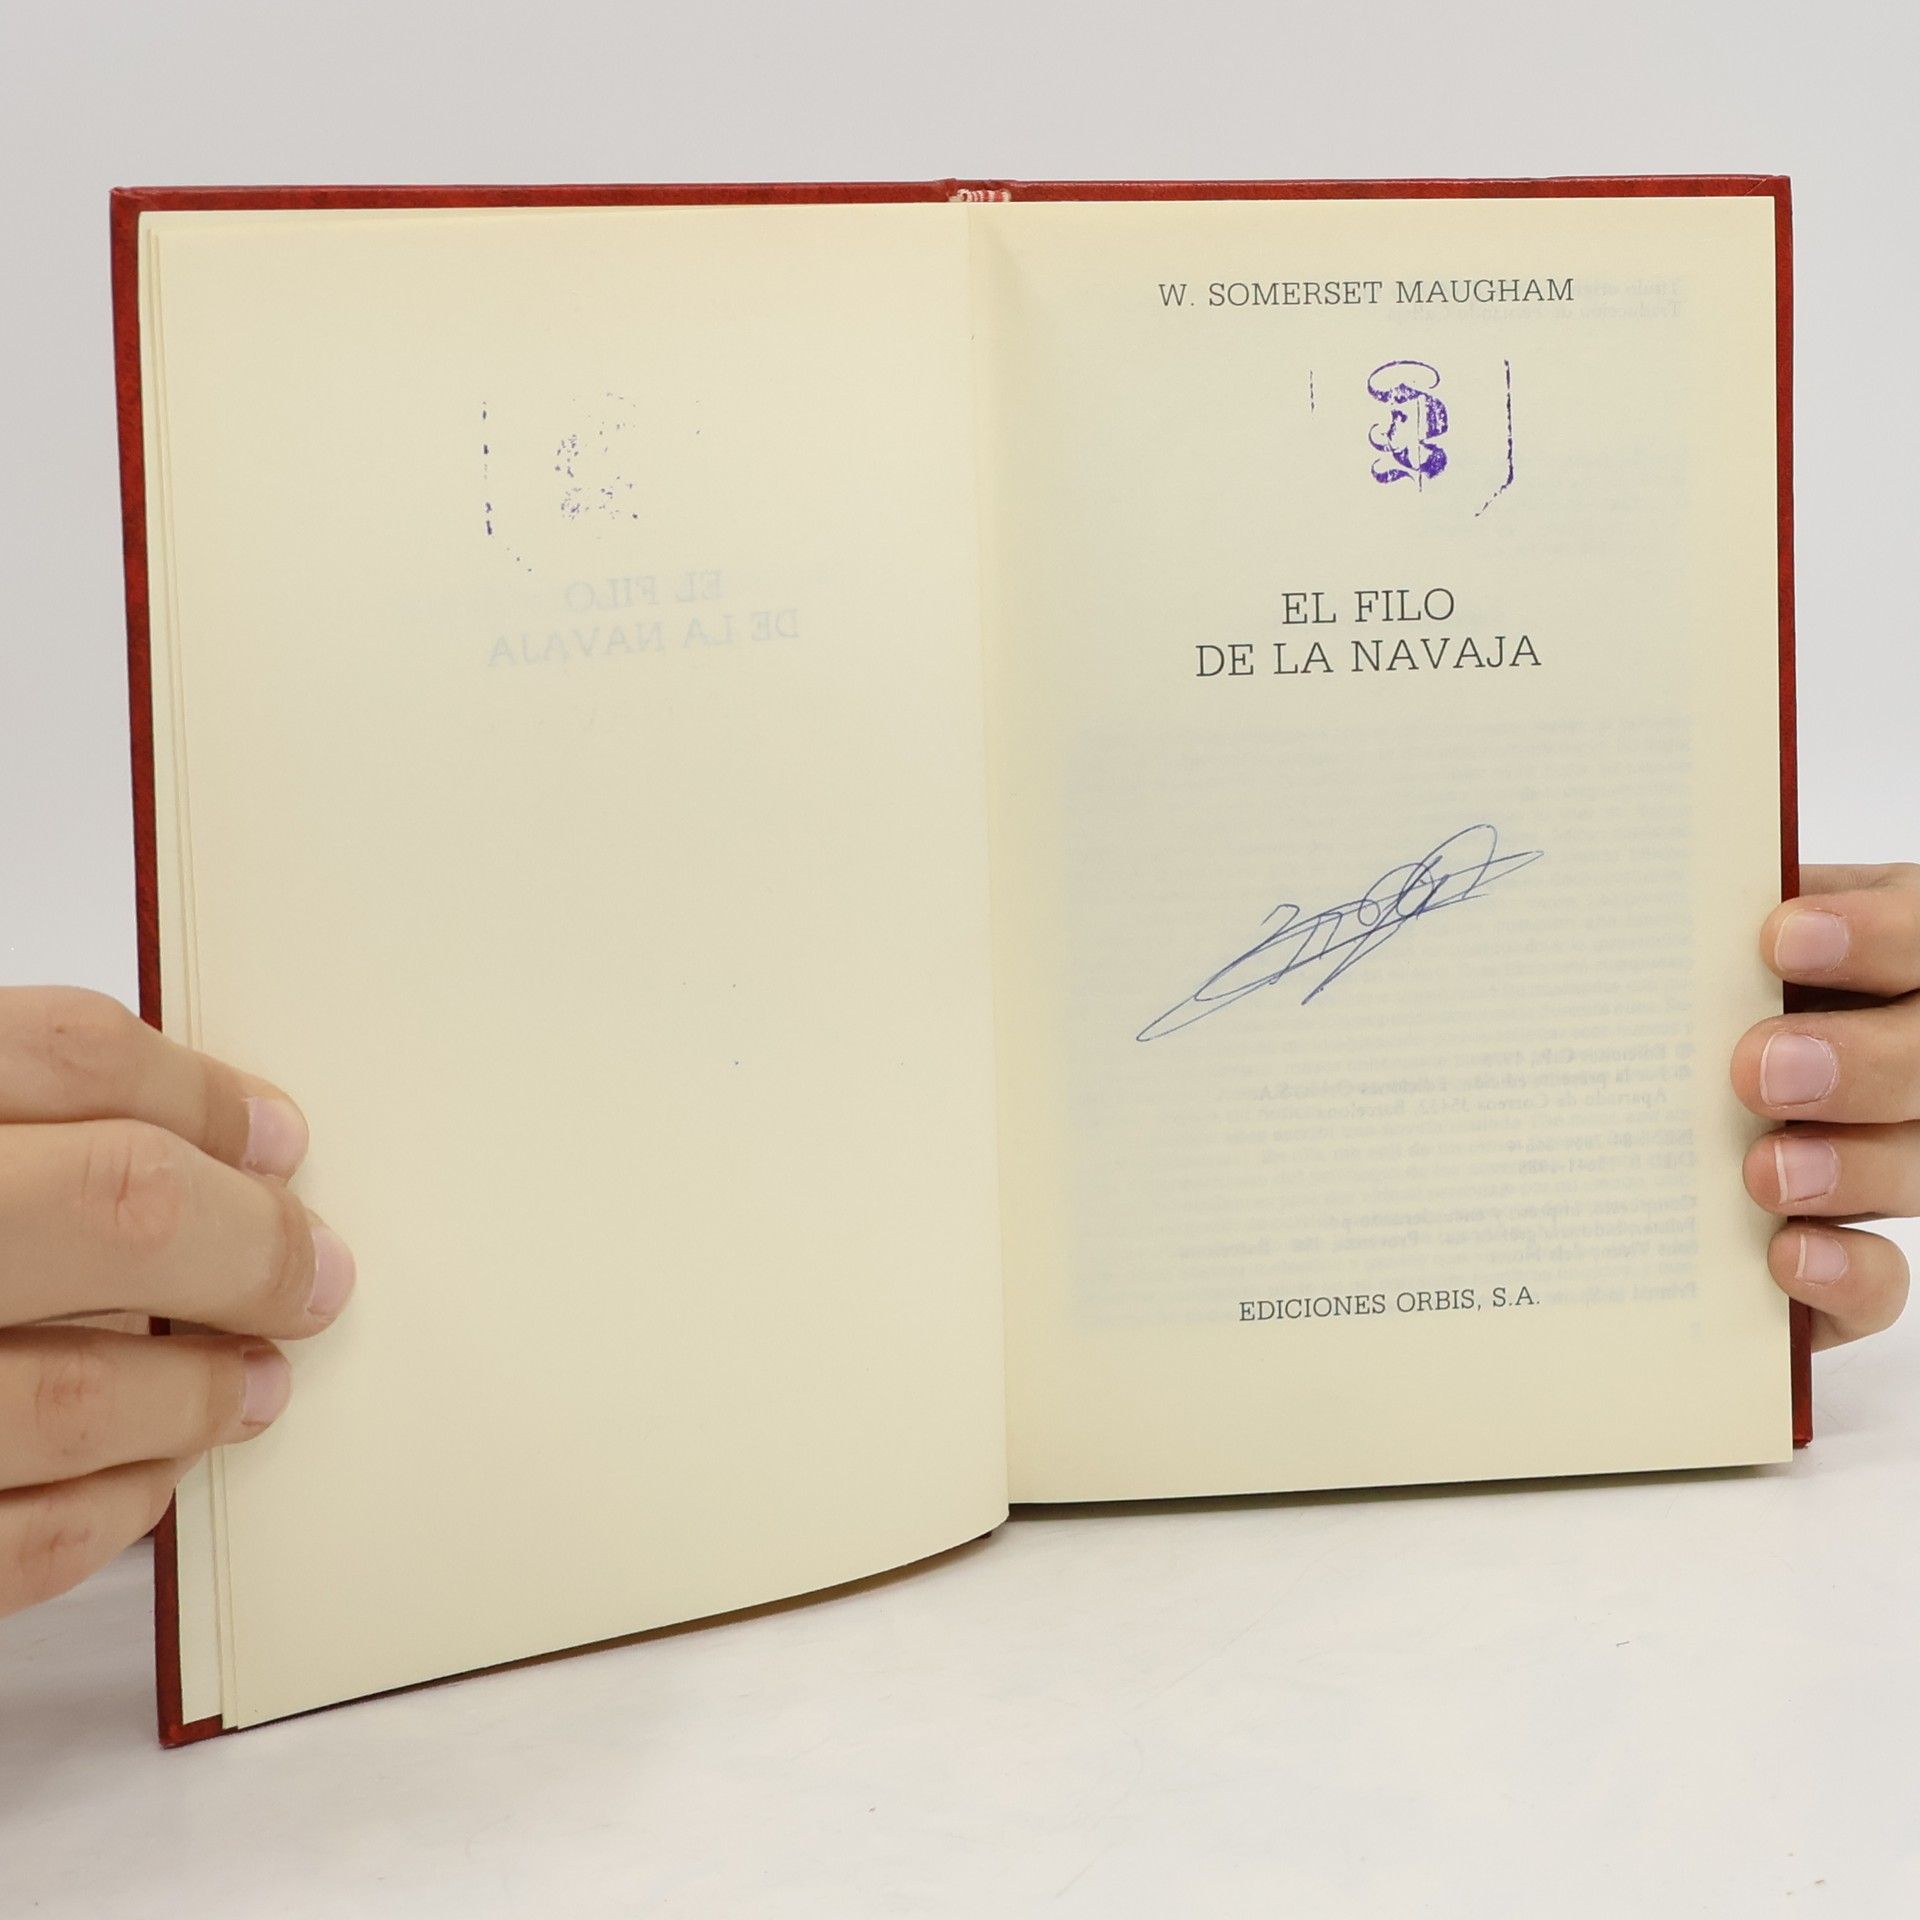 W. SOMERSET MAUGHAM
EL FILO
DE LA NAVAJA
EDICIONES ORBIS, S.A.